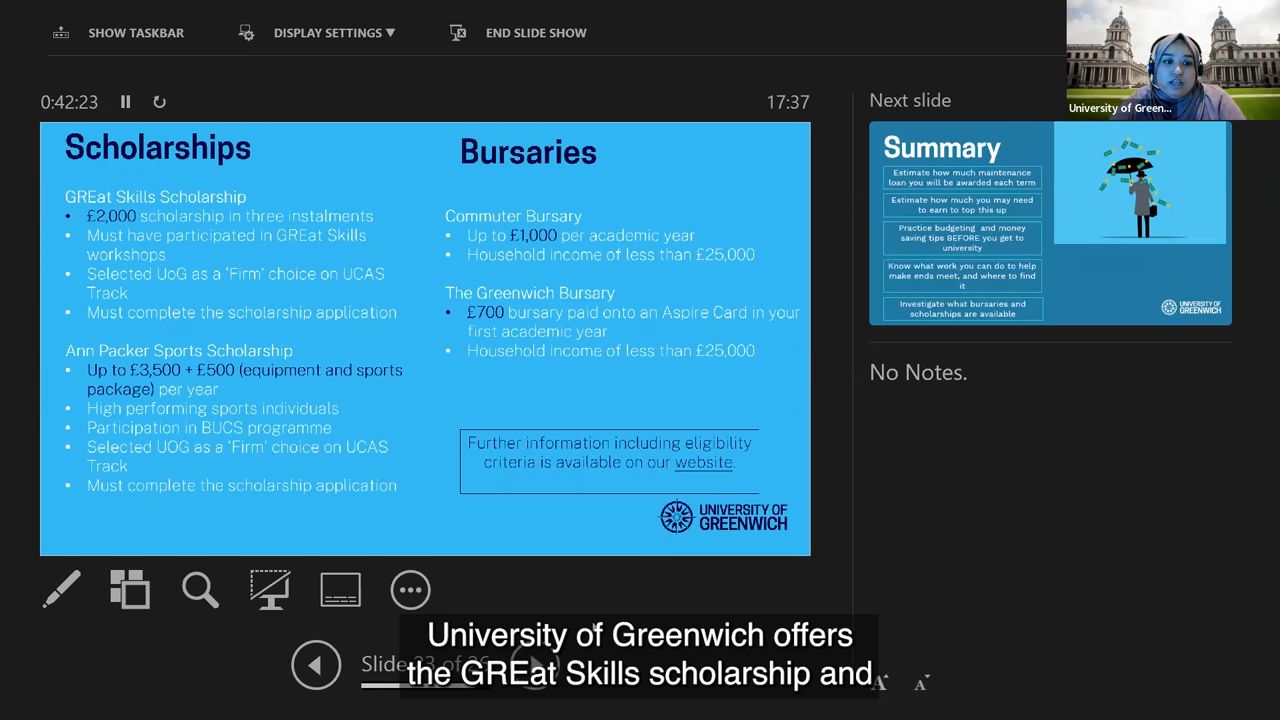 SHOW TASKBAR
DISPLAY SETTINGS ▼
END SLIDE SHOW
University of Green...
0:42:23
17:37
Next slide
Scholarships
GREat Skills Scholarship
• £2,000 scholarship in three instalments
• Must have participated in GREat Skills
workshops
• Selected UoG as a ‘Firm’ choice on UCAS
Track
• Must complete the scholarship application
Ann Packer Sports Scholarship
• Up to £3,500 + £500 (equipment and sports
package) per year
• High performing sports individuals
• Participation in BUCS programme
• Selected UOG as a ‘Firm’ choice on UCAS
Track
• Must complete the scholarship application
Bursaries
Commuter Bursary
• Up to £1,000 per academic year
• Household income of less than £25,000
The Greenwich Bursary
• £700 bursary paid onto an Aspire Card in your
first academic year
• Household income of less than £25,000
Further information including eligibility
criteria is available on our website.
UNIVERSITY OF
GREENWICH
Summary
Estimate how much maintenance
loan you will be awarded each term
Estimate how much you may need
to earn to top this up
Practice budgeting and money
saving tips BEFORE you get to
university
Know what work you can do to help
make ends meet, and where to find
it
Investigate what bursaries and
scholarships are available
UNIVERSITY OF
GREENWICH
No Notes.
Slide 23 of 26
University of Greenwich offers
the GREat Skills scholarship and
A A